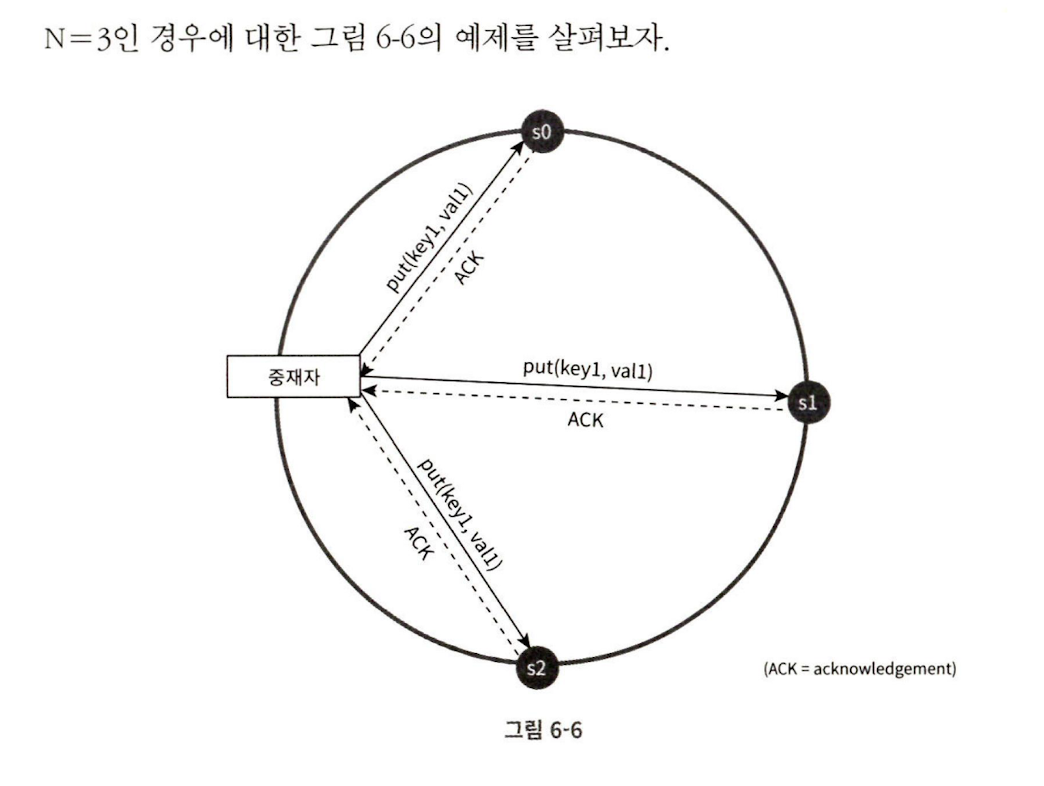 N=3인 경우에 대한 그림 6-6의 예제를 살펴보자.
s0
put(key1, val1)
ACK
중재자
put(key1, val1)
s1
ACK
put(key1, val1)
ACK
s2
(ACK = acknowledgement)
그림 6-6